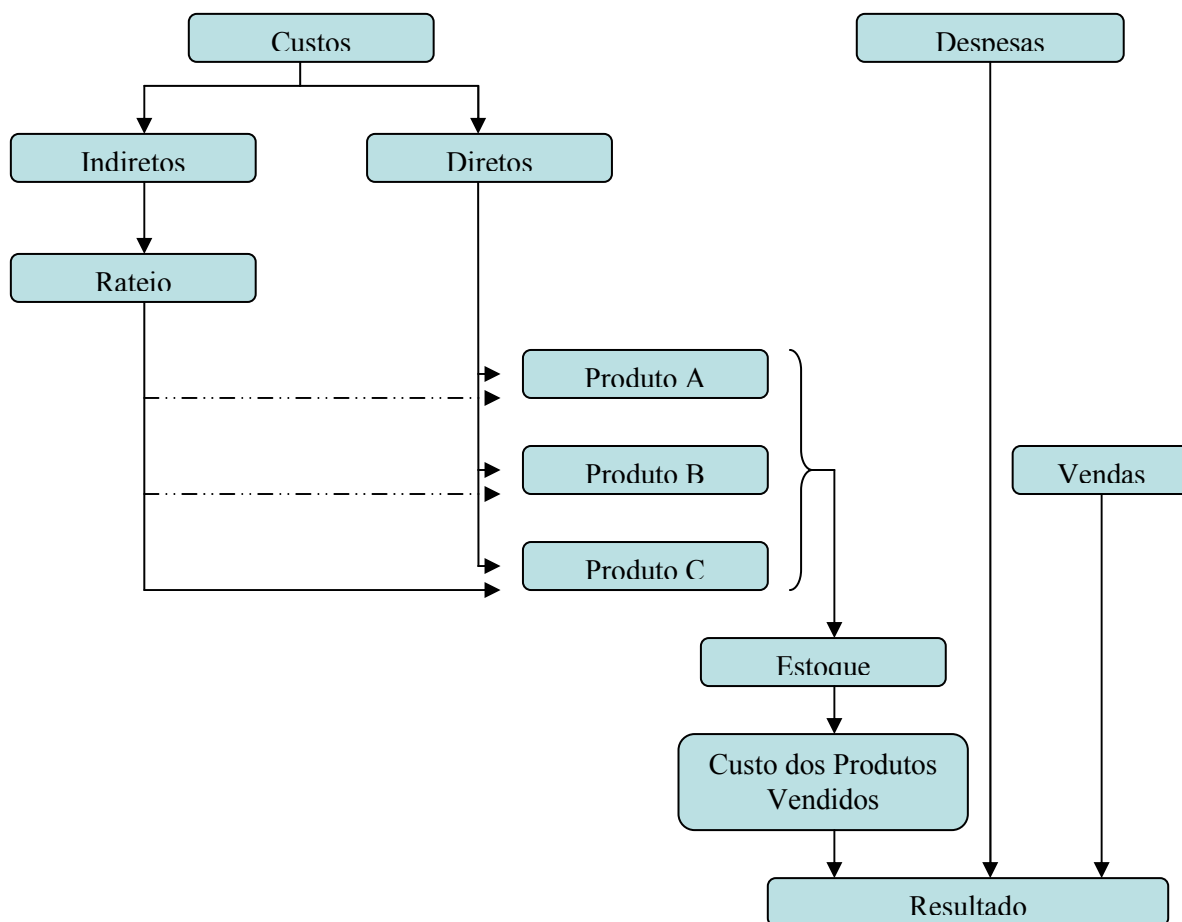 Custos
Despesas
Indiretos
Diretos
Rateio
Produto A
Produto B
Vendas
Produto C
Estoque
Custo dos Produtos
Vendidos
Resultado